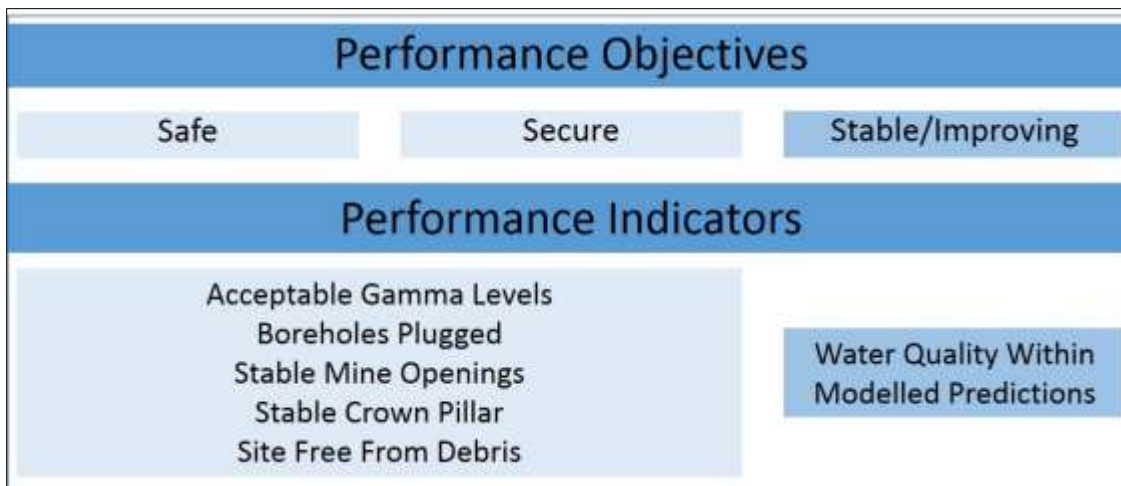 Performance Objectives
Safe
Secure
Stable/Improving
Performance Indicators
Acceptable Gamma Levels
Boreholes Plugged
Stable Mine Openings
Stable Crown Pillar
Site Free From Debris
Water Quality Within
Modelled Predictions